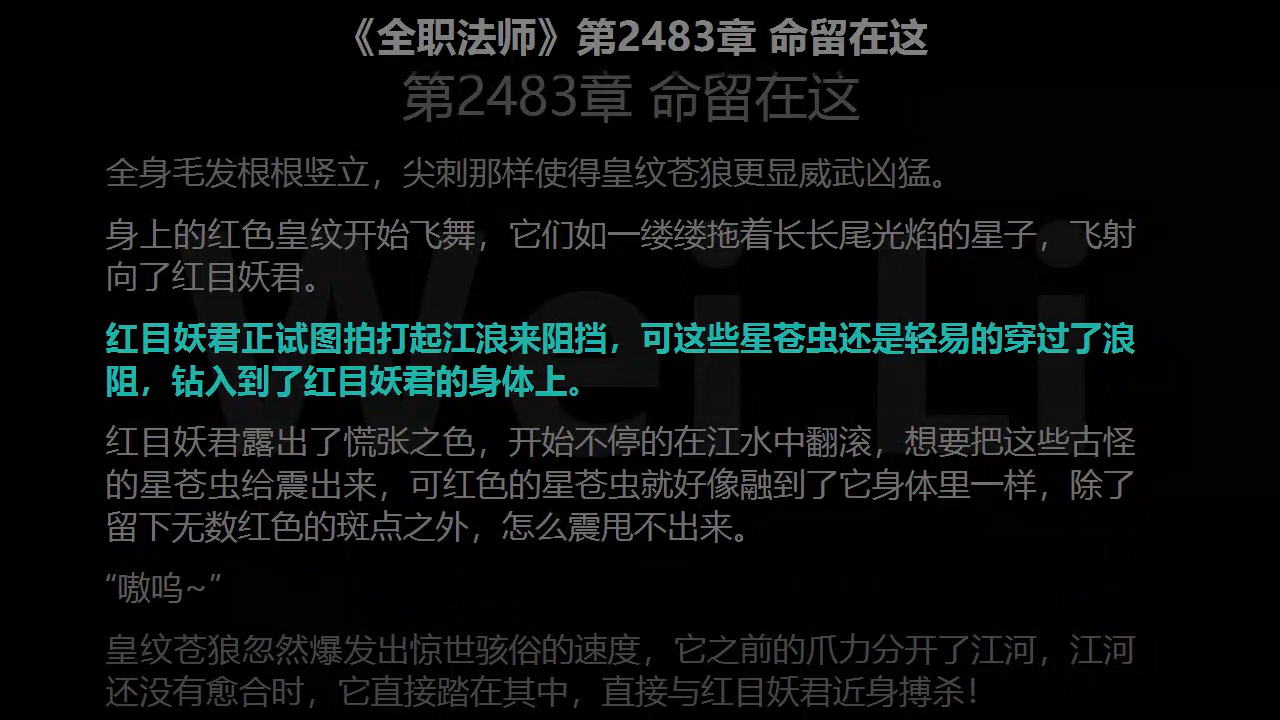 《全职法师》第2483章 命留在这
第2483章 命留在这
全身毛发根根竖立，尖刺那样使得皇纹苍狼更显威武凶猛。
身上的红色皇纹开始飞舞，它们如一缕缕拖着长长尾光焰的星子，飞射
向了红目妖君。
红目妖君正试图拍打起江浪来阻挡，可这些星苍虫还是轻易的穿过了浪
阻，钻入到了红目妖君的身体上。
红目妖君露出了慌张之色，开始不停的在江水中翻滚，想要把这些古怪
的星苍虫给震出来，可红色的星苍虫就好像融到了它身体里一样，除了
留下无数红色的斑点之外，怎么震甩不出来。
“嗷呜~”
皇纹苍狼忽然爆发出惊世骇俗的速度，它之前的爪力分开了江河，江河
还没有愈合时，它直接踏在其中，直接与红目妖君近身搏杀！
Wei Li